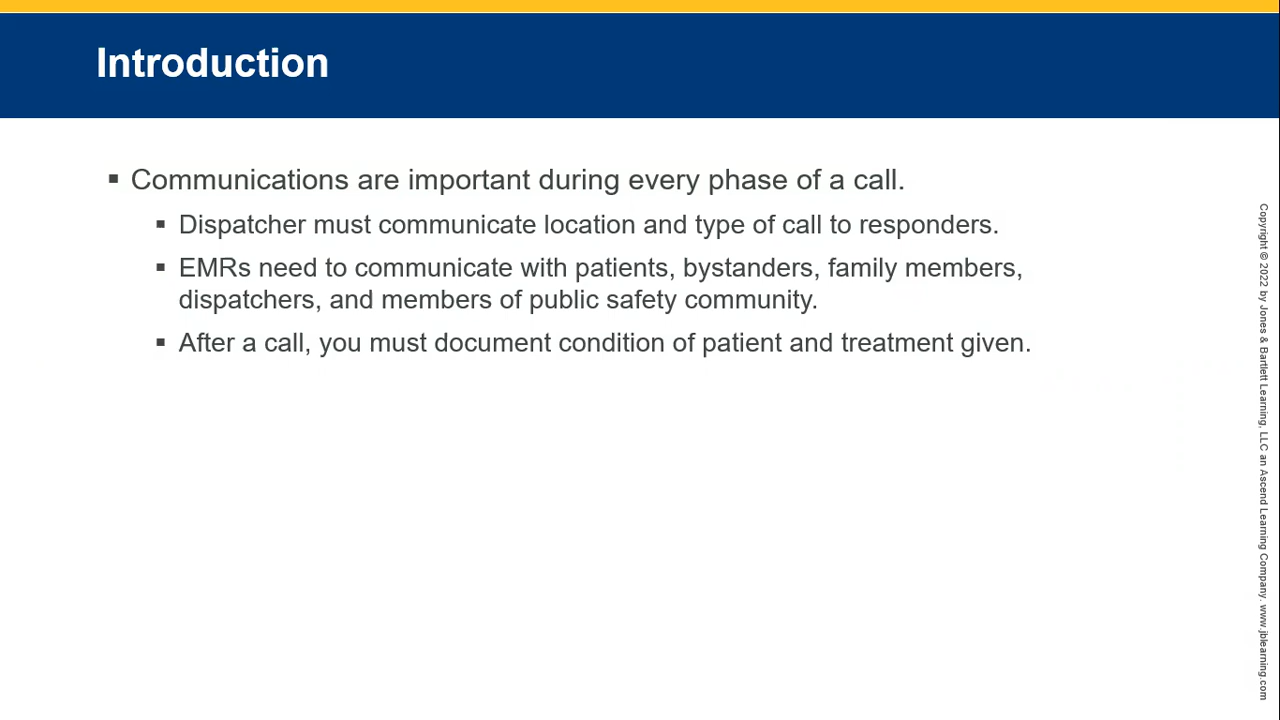 Introduction
▪ Communications are important during every phase of a call.
▪ Dispatcher must communicate location and type of call to responders.
▪ EMRs need to communicate with patients, bystanders, family members,
dispatchers, and members of public safety community.
▪ After a call, you must document condition of patient and treatment given.
Copyright © 2022 by Jones & Bartlett Learning, LLC an Ascend Learning Company. www.jblearning.com